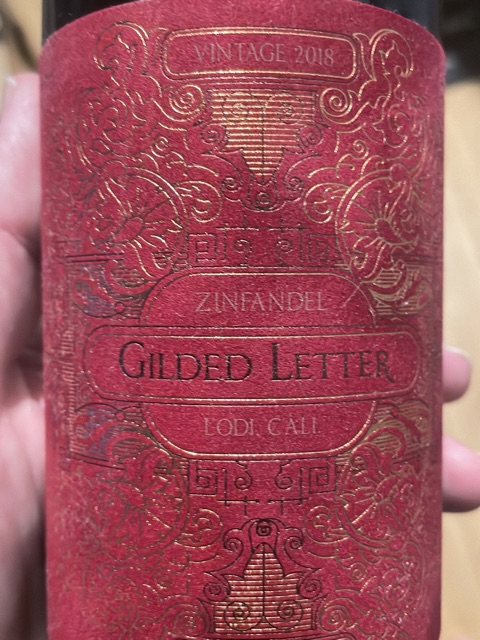 VINTAGE 2018
ZINFANDEL
GILDED LETTER
LODI, CALI